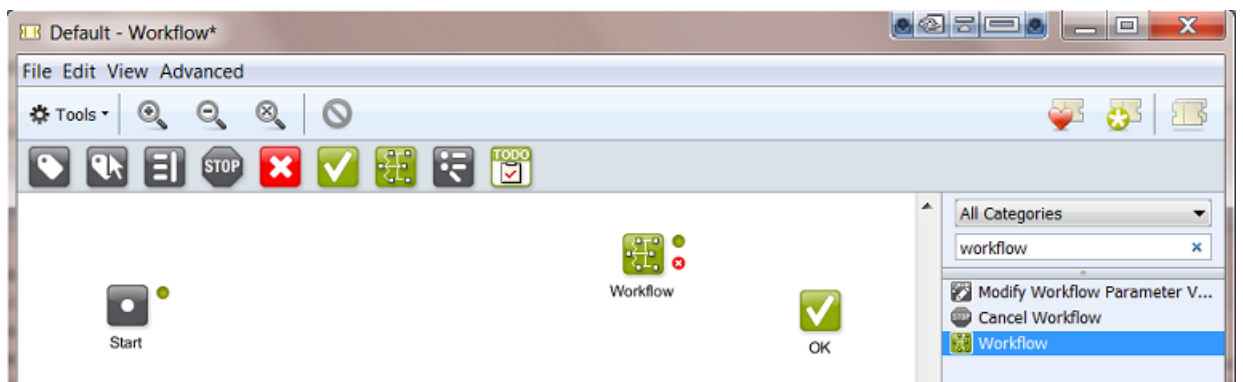 Default - Workflow*
File Edit View Advanced
Tools
STOP
TODO
All Categories
workflow
Workflow
Start
OK
Modify Workflow Parameter V...
STOP
Cancel Workflow
Workflow